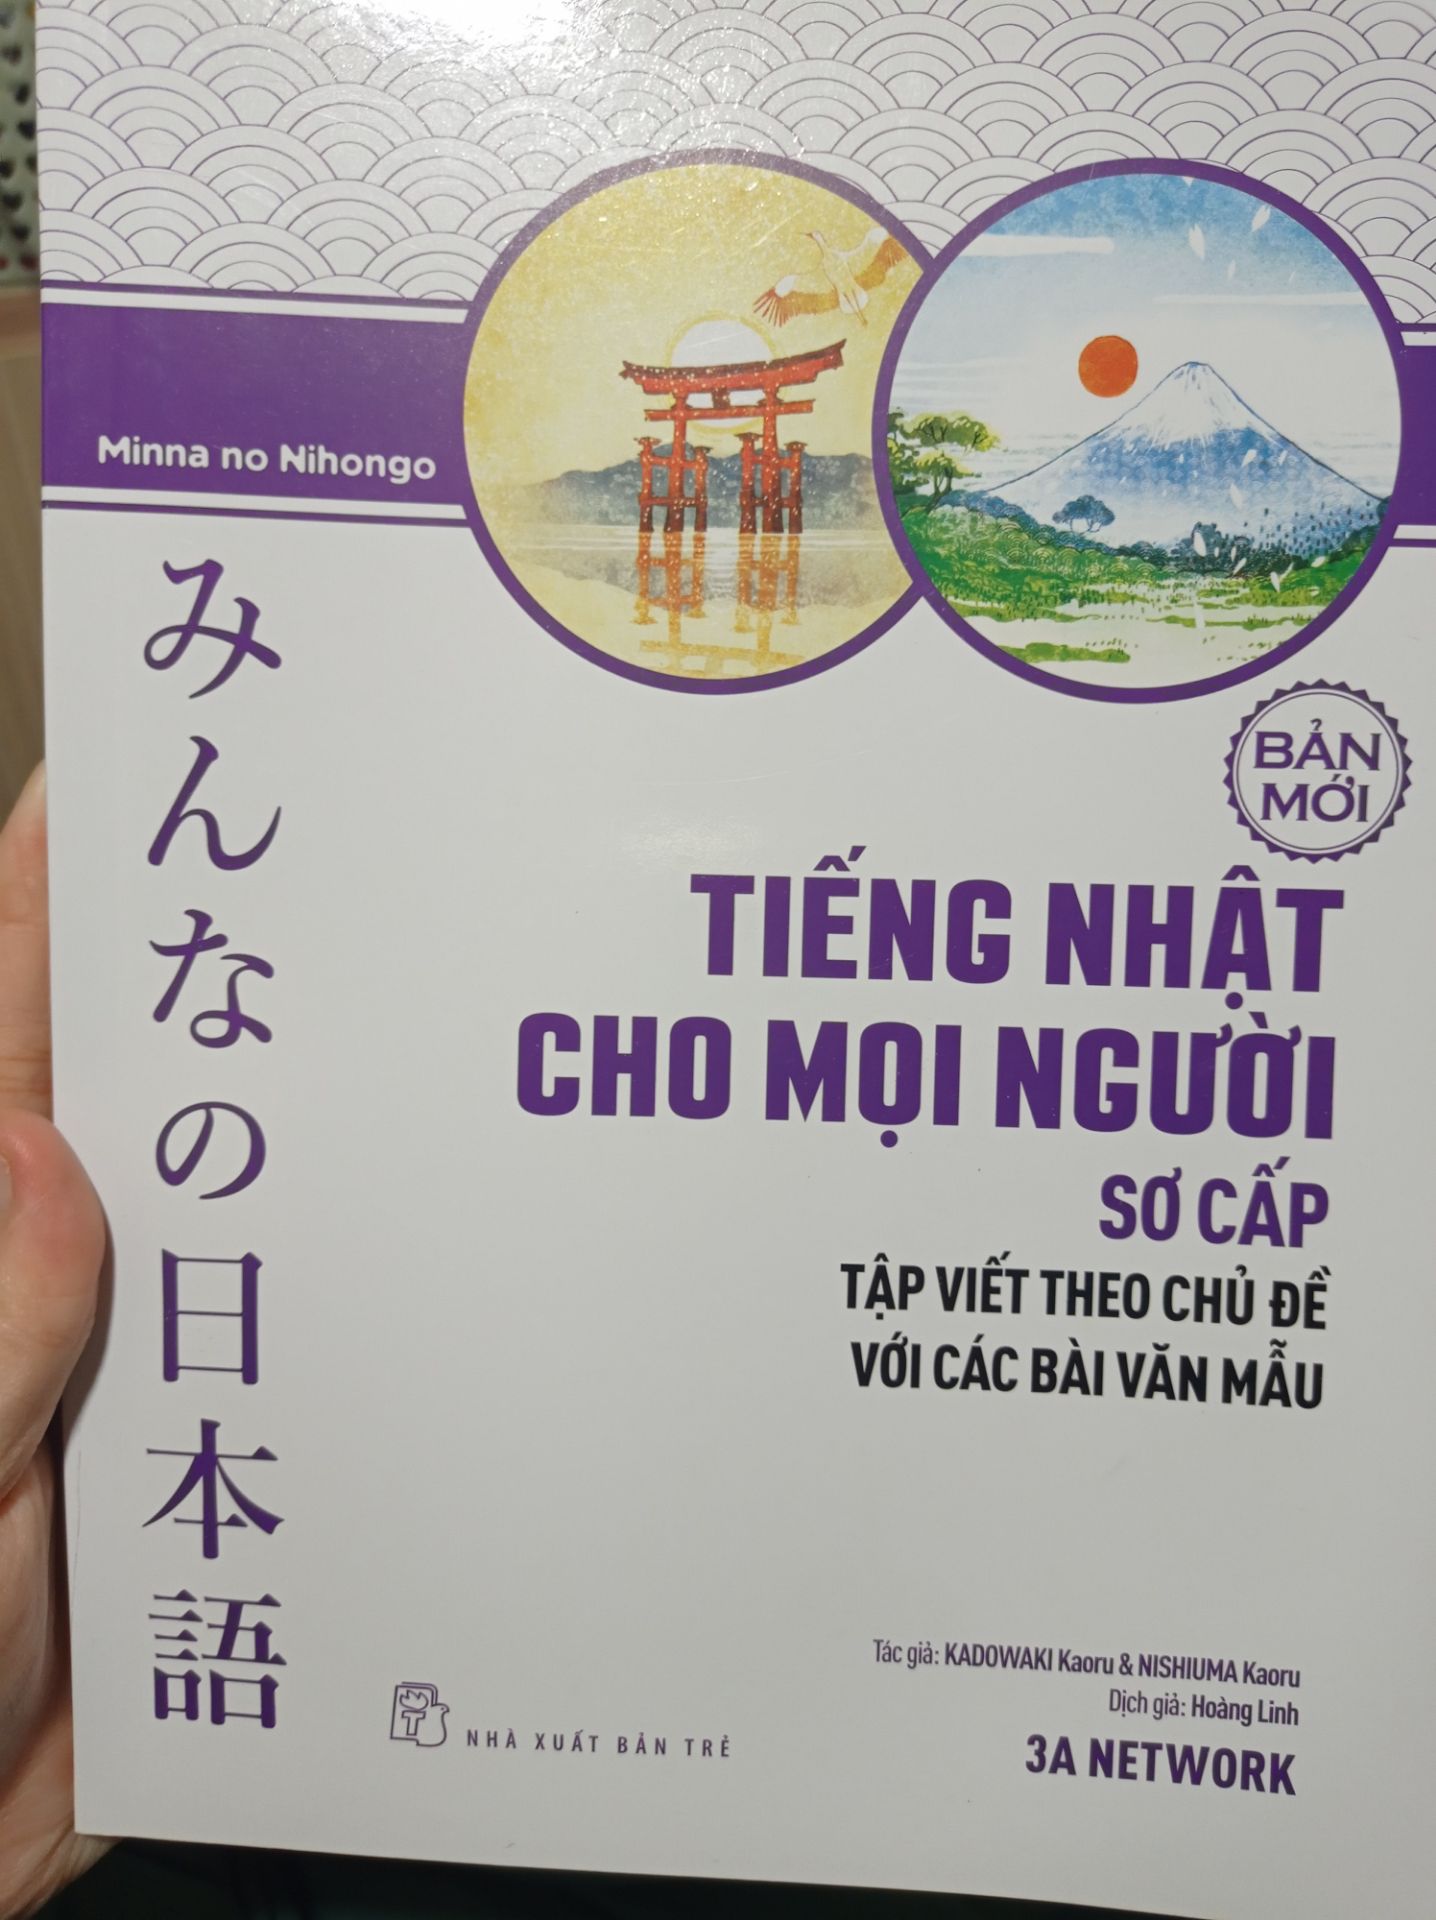 Minna no Nihongo
みんなの日本語
BẢN
MỚI
TIẾNG NHẬT
CHO MỌI NGƯỜI
SƠ CẤP
TẬP VIẾT THEO CHỦ ĐỀ
VỚI CÁC BÀI VĂN MẪU
Tác giả: KADOWAKI Kaoru & NISHIUMA Kaoru
Dịch giả: Hoàng Linh
3A NETWORK
T
NHÀ XUẤT BẢN TRẺ